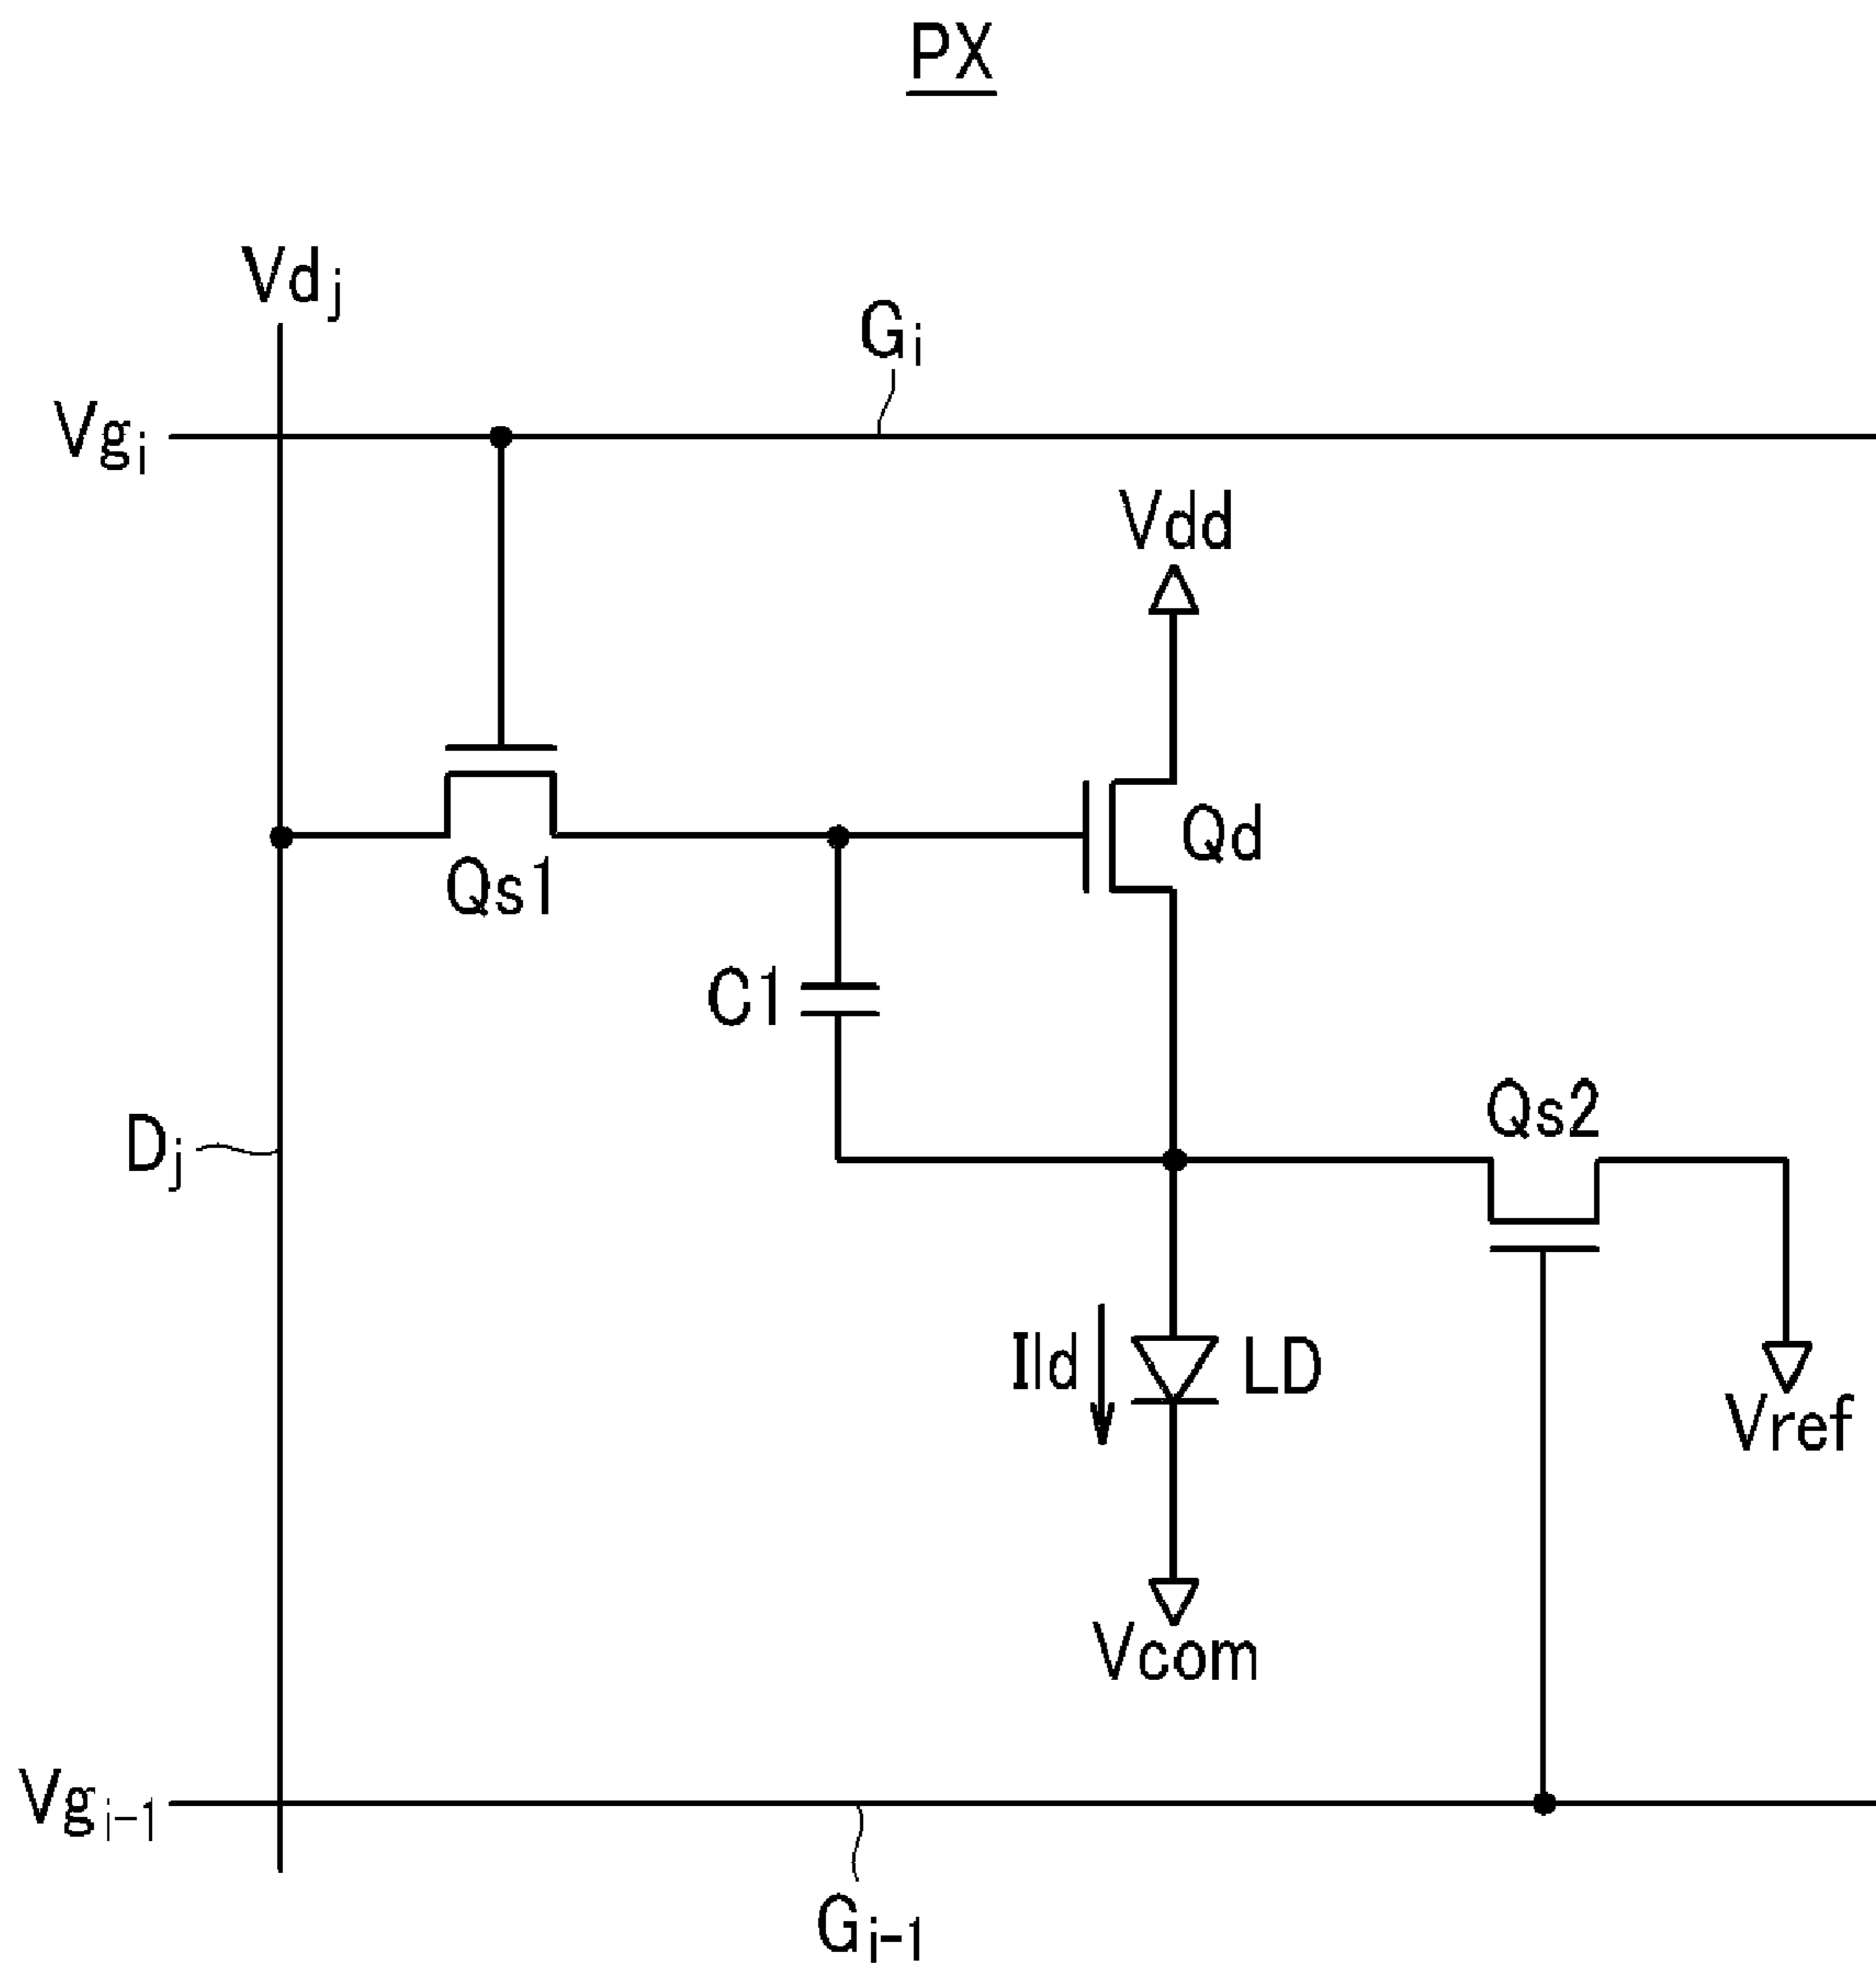 PX
Vdj
Gi
Vgi
Vdd
Qd
Qs1
C1
Qs2
Dj
Ild
LD
Vref
Vcom
Vgi-1
Gi-1